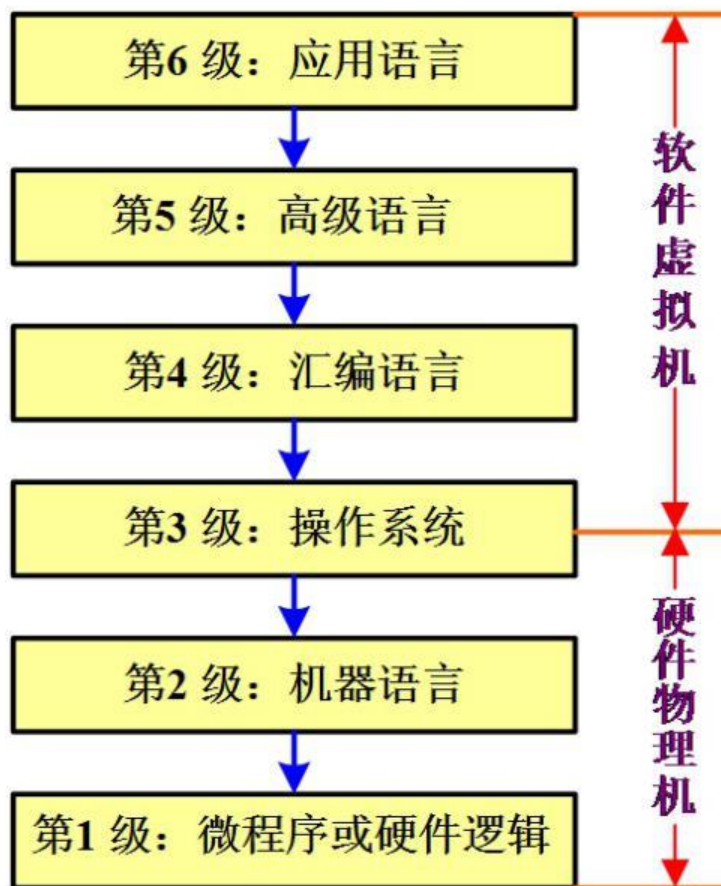 第6 级：应用语言
第5 级：高级语言
第4 级：汇编语言
第3 级：操作系统
第2 级：机器语言
第1 级：微程序或硬件逻辑
软件虚拟机
硬件物理机